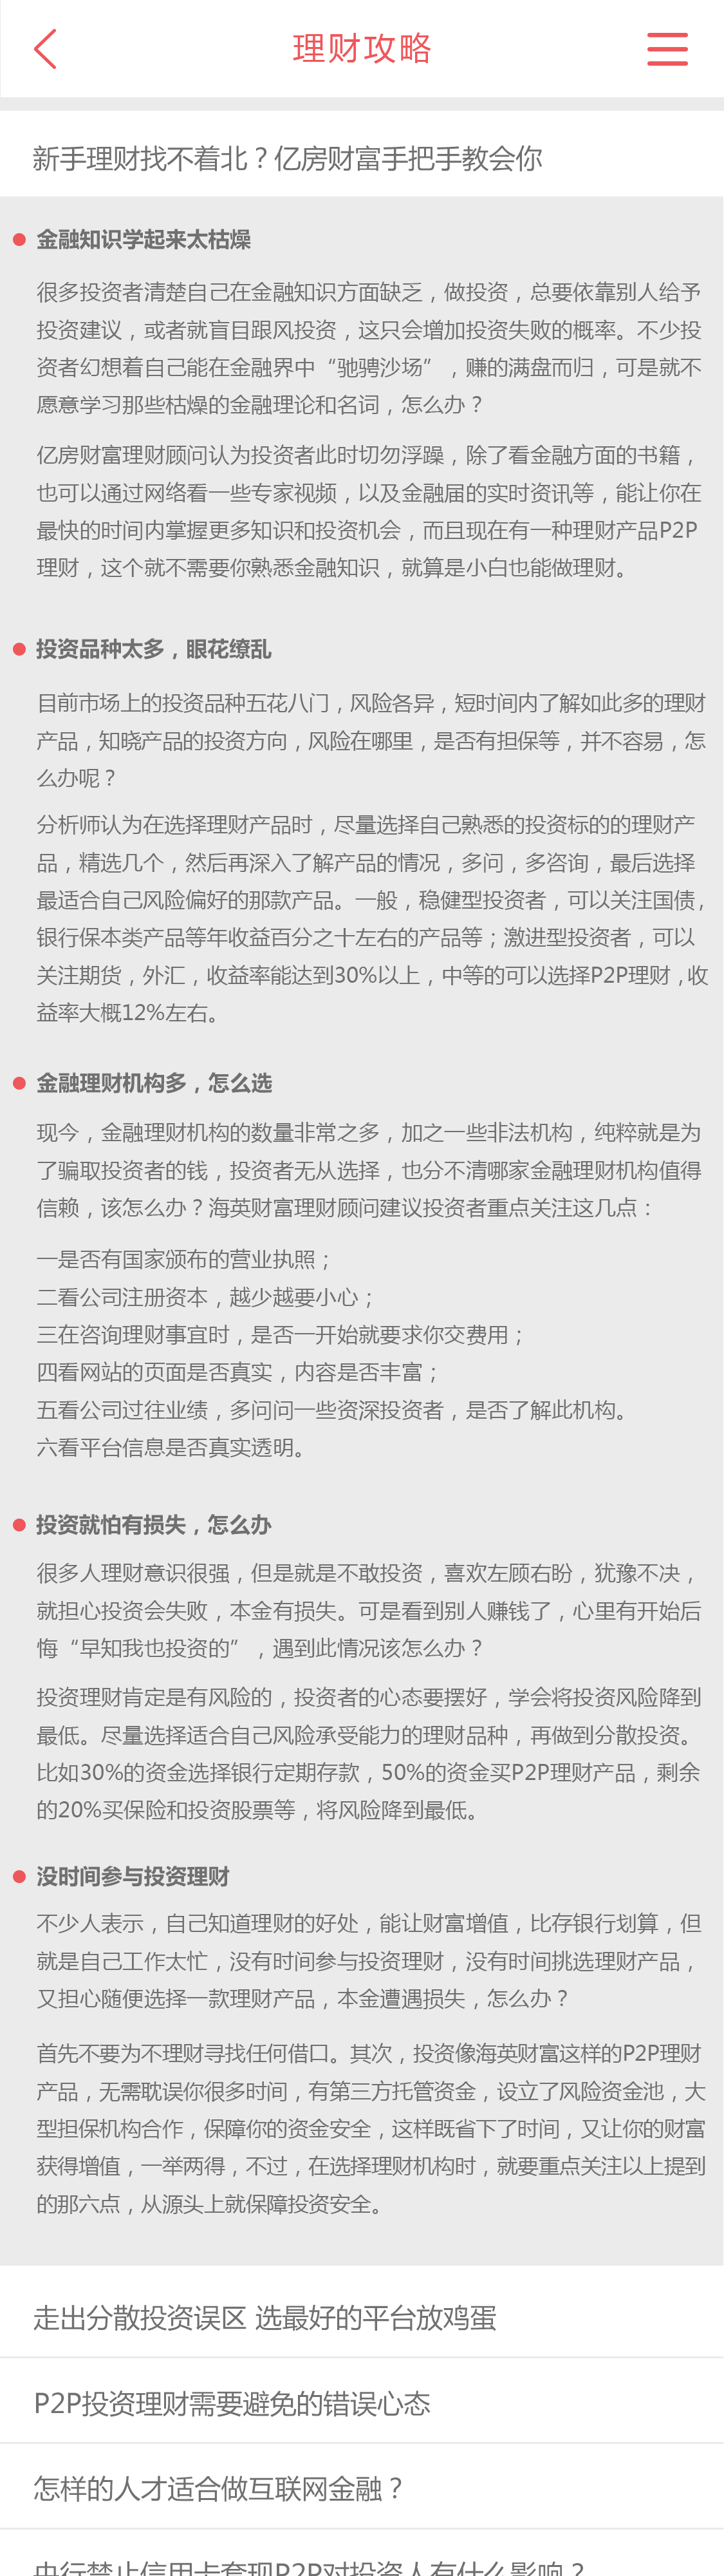 理财攻略
新手理财找不着北？亿房财富手把手教会你
金融知识学起来太枯燥
很多投资者清楚自己在金融知识方面缺乏，做投资，总要依靠别人给予
投资建议，或者就盲目跟风投资，这只会增加投资失败的概率。不少投
资者幻想着自己能在金融界中“驰骋沙场”，赚的满盘而归，可是就不
愿意学习那些枯燥的金融理论和名词，怎么办？
亿房财富理财顾问认为投资者此时切勿浮躁，除了看金融方面的书籍，
也可以通过网络看一些专家视频，以及金融届的实时资讯等，能让你在
最快的时间内掌握更多知识和投资机会，而且现在有一种理财产品P2P
理财，这个就不需要你熟悉金融知识，就算是小白也能做理财。
投资品种太多，眼花缭乱
目前市场上的投资品种五花八门，风险各异，短时间内了解如此多的理财
产品，知晓产品的投资方向，风险在哪里，是否有担保等，并不容易，怎
么办呢？
分析师认为在选择理财产品时，尽量选择自己熟悉的投资标的的理财产
品，精选几个，然后再深入了解产品的情况，多问，多咨询，最后选择
最适合自己风险偏好的那款产品。一般，稳健型投资者，可以关注国债，
银行保本类产品等年收益百分之十左右的产品等；激进型投资者，可以
关注期货，外汇，收益率能达到30%以上，中等的可以选择P2P理财，收
益率大概12%左右。
金融理财机构多，怎么选
现今，金融理财机构的数量非常之多，加之一些非法机构，纯粹就是为
了骗取投资者的钱，投资者无从选择，也分不清哪家金融理财机构值得
信赖，该怎么办？海英财富理财顾问建议投资者重点关注这几点：
一是否有国家颁布的营业执照；
二看公司注册资本，越少越要小心；
三在咨询理财事宜时，是否一开始就要求你交费用；
四看网站的页面是否真实，内容是否丰富；
五看公司过往业绩，多问问一些资深投资者，是否了解此机构。
六看平台信息是否真实透明。
投资就怕有损失，怎么办
很多人理财意识很强，但是就是不敢投资，喜欢左顾右盼，犹豫不决，
就担心投资会失败，本金有损失。可是看到别人赚钱了，心里有开始后
悔“早知我也投资的”，遇到此情况该怎么办？
投资理财肯定是有风险的，投资者的心态要摆好，学会将投资风险降到
最低。尽量选择适合自己风险承受能力的理财品种，再做到分散投资。
比如30%的资金选择银行定期存款，50%的资金买P2P理财产品，剩余
的20%买保险和投资股票等，将风险降到最低。
没时间参与投资理财
不少人表示，自己知道理财的好处，能让财富增值，比存银行划算，但
就是自己工作太忙，没有时间参与投资理财，没有时间挑选理财产品，
又担心随便选择一款理财产品，本金遭遇损失，怎么办？
首先不要为不理财寻找任何借口。其次，投资像海英财富这样的P2P理财
产品，无需耽误你很多时间，有第三方托管资金，设立了风险资金池，大
型担保机构合作，保障你的资金安全，这样既省下了时间，又让你的财富
获得增值，一举两得，不过，在选择理财机构时，就要重点关注以上提到
的那六点，从源头上就保障投资安全。
走出分散投资误区 选最好的平台放鸡蛋
P2P投资理财需要避免的错误心态
怎样的人才适合做互联网金融？
央行禁止信用卡套现P2P对投资人有什么影响？